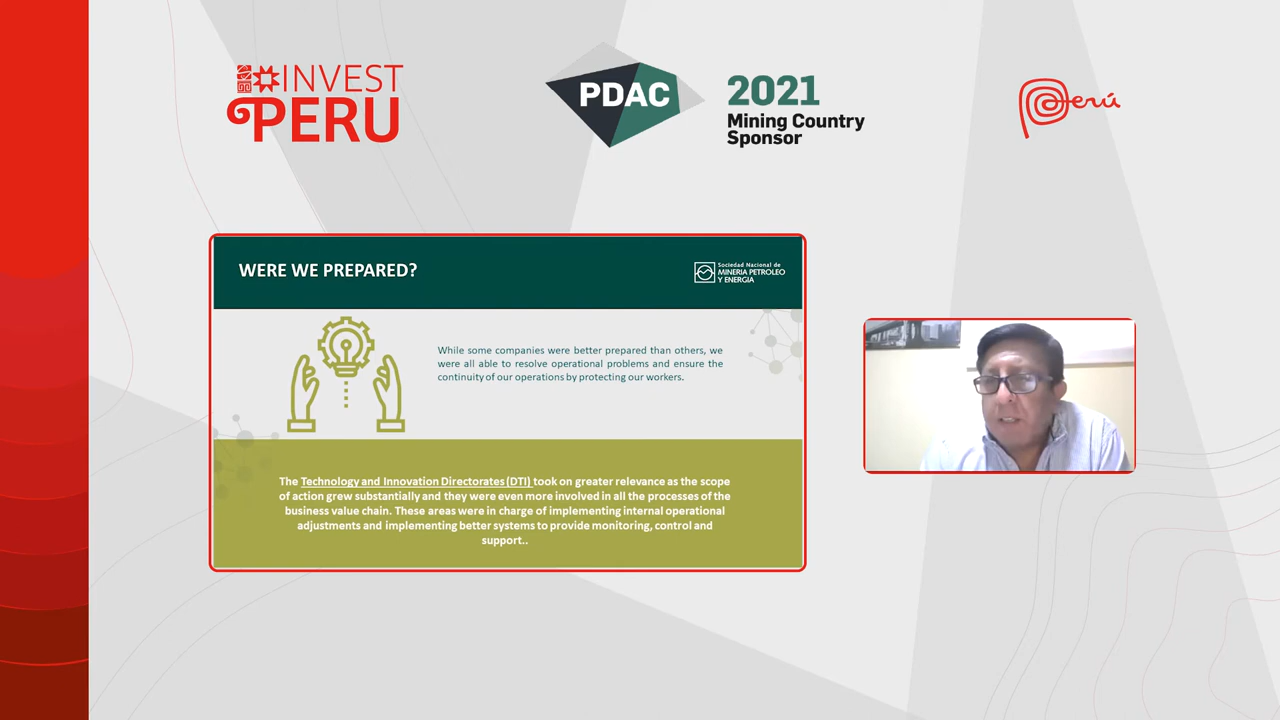 INVEST
PERU
PDAC
2021
Mining Country
Sponsor
Perú
WERE WE PREPARED?
Sociedad Nacional de
MINERIA PETROLEO
Y ENERGIA
While some companies were better prepared than others, we
were all able to resolve operational problems and ensure the
continuity of our operations by protecting our workers.
The Technology and Innovation Directorates (DTI) took on greater relevance as the scope
of action grew substantially and they were even more involved in all the processes of the
business value chain. These areas were in charge of implementing internal operational
adjustments and implementing better systems to provide monitoring, control and
support..